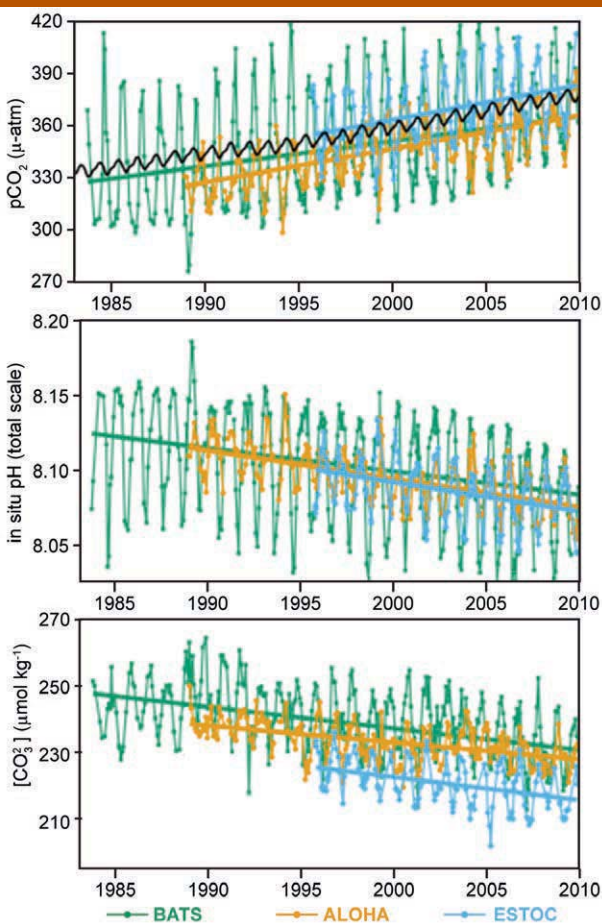 420
390
360
330
300
270
pCO₂ (μ-atm)
1985 1990 1995 2000 2005 2010
8.20
8.15
8.10
8.05
in situ pH (total scale)
1985 1990 1995 2000 2005 2010
270
250
230
210
[CO₃²] (μmol kg⁻¹)
1985 1990 1995 2000 2005 2010
BATS ALOHA ESTOC